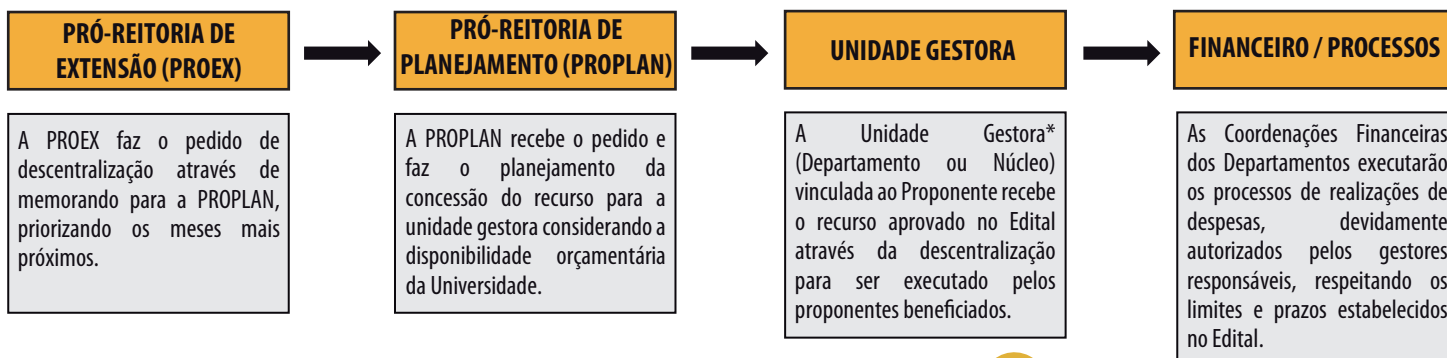 PRÓ-REITORIA DE
EXTENSÃO (PROEX)
A PROEX faz o pedido de
descentralização através de
memorando para a PROPLAN,
priorizando os meses mais
próximos.
PRÓ-REITORIA DE
PLANEJAMENTO (PROPLAN)
A PROPLAN recebe o pedido e
faz o planejamento da
concessão do recurso para a
unidade gestora considerando a
disponibilidade orçamentária
da Universidade.
UNIDADE GESTORA
A Unidade Gestora*
(Departamento ou Núcleo)
vinculada ao Proponente recebe
o recurso aprovado no Edital
através da descentralização
para ser executado pelos
proponentes beneficiados.
FINANCEIRO / PROCESSOS
As Coordenações Financeiras
dos Departamentos executarão
os processos de realizações de
despesas, devidamente
autorizados pelos gestores
responsáveis, respeitando os
limites e prazos estabelecidos
no Edital.